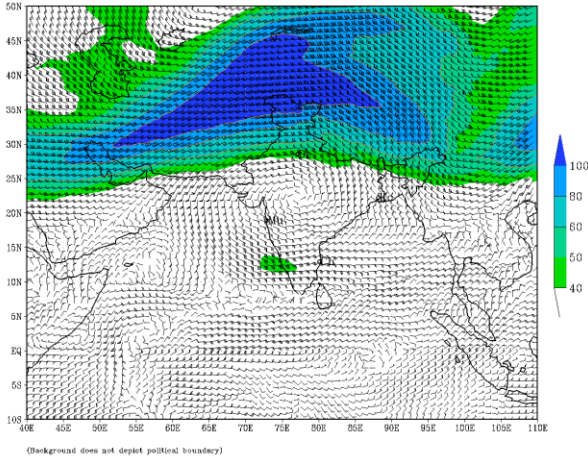 50N
45N
40N
35N
30N
25N
20N
15N
10N
5N
EQ
5S
10S
40E 45E 50E 55E 60E 65E 70E 75E 80E 85E 90E 95E 100E 105E 110E
100
80
60
50
40
Mu
(Background does not depict political boundary)